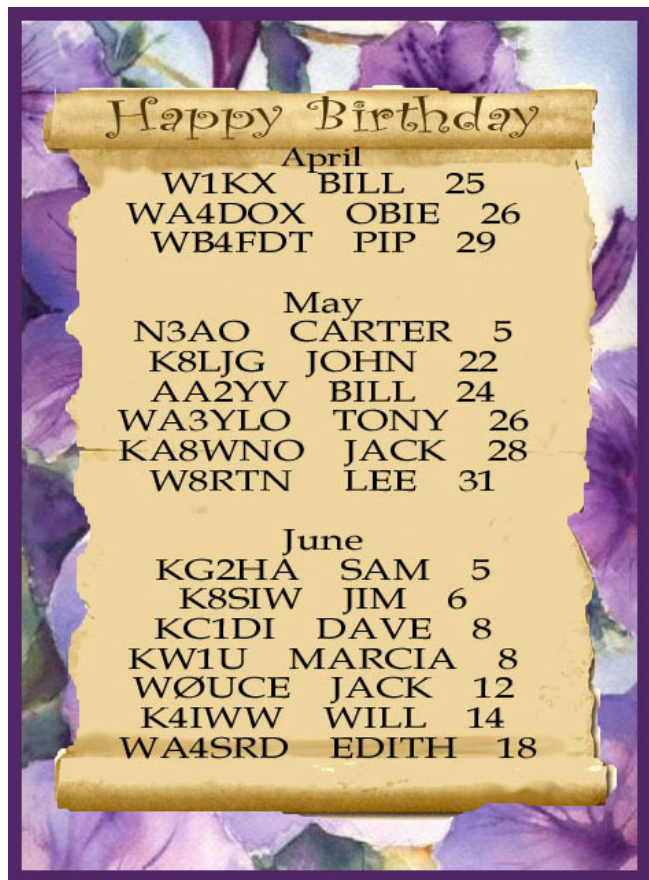 Happy Birthday
April
W1KX BILL 25
WA4DOX OBIE 26
WB4FDT PIP 29
May
N3AO CARTER 5
K8LJG JOHN 22
AA2YV BILL 24
WA3YLO TONY 26
KA8WNO JACK 28
W8RTN LEE 31
June
KG2HA SAM 5
K8SIW JIM 6
KC1DI DAVE 8
KW1U MARCIA 8
WØUCE JACK 12
K4IWW WILL 14
WA4SRD EDITH 18